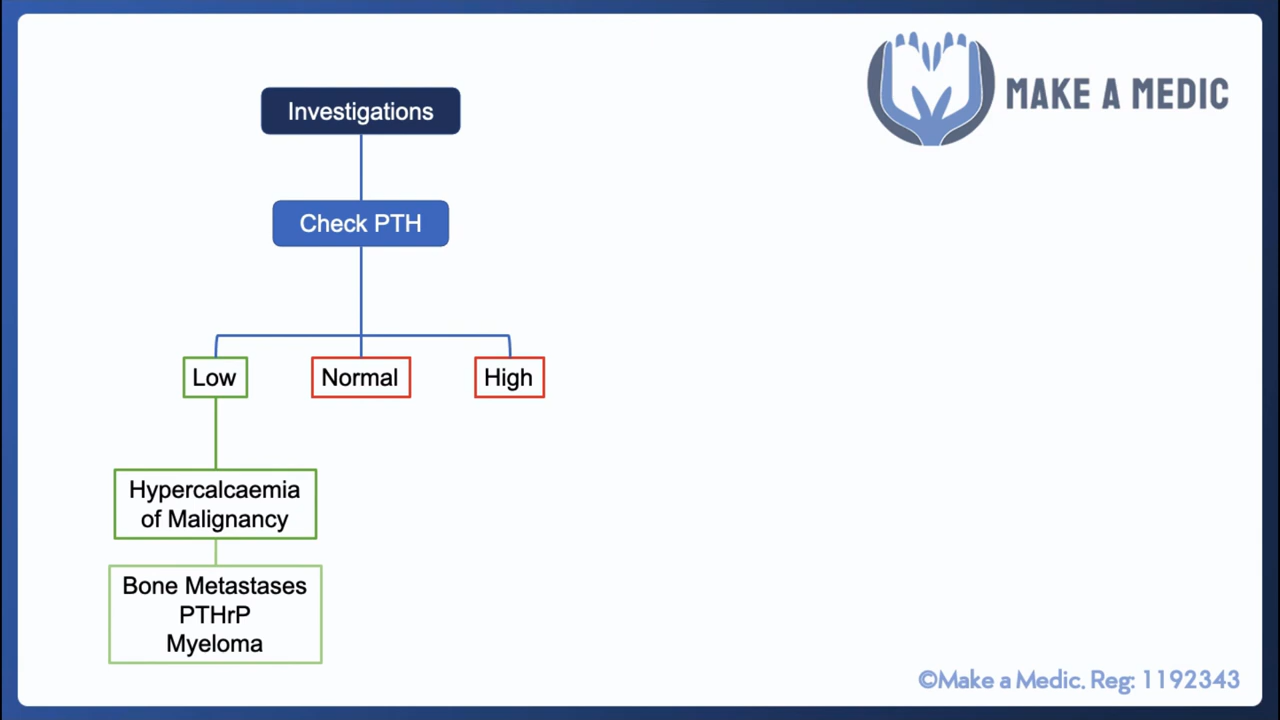 MAKE A MEDIC
Investigations
Check PTH
Low
Normal
High
Hypercalcaemia
of Malignancy
Bone Metastases
PTHrP
Myeloma
©Make a Medic. Reg: 1192343